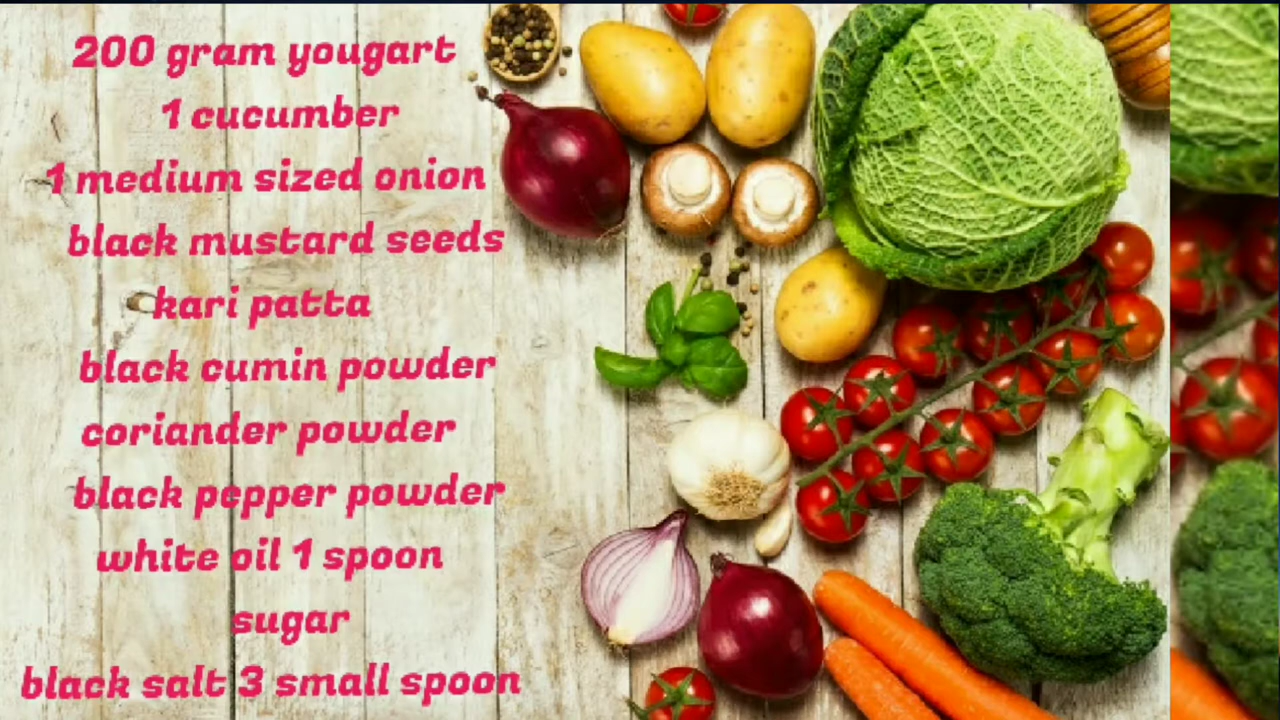 200 gram yougart
1 cucumber
1 medium sized onion
black mustard seeds
kari patta
black cumin powder
coriander powder
black pepper powder
white oil 1 spoon
sugar
black salt 3 small spoon